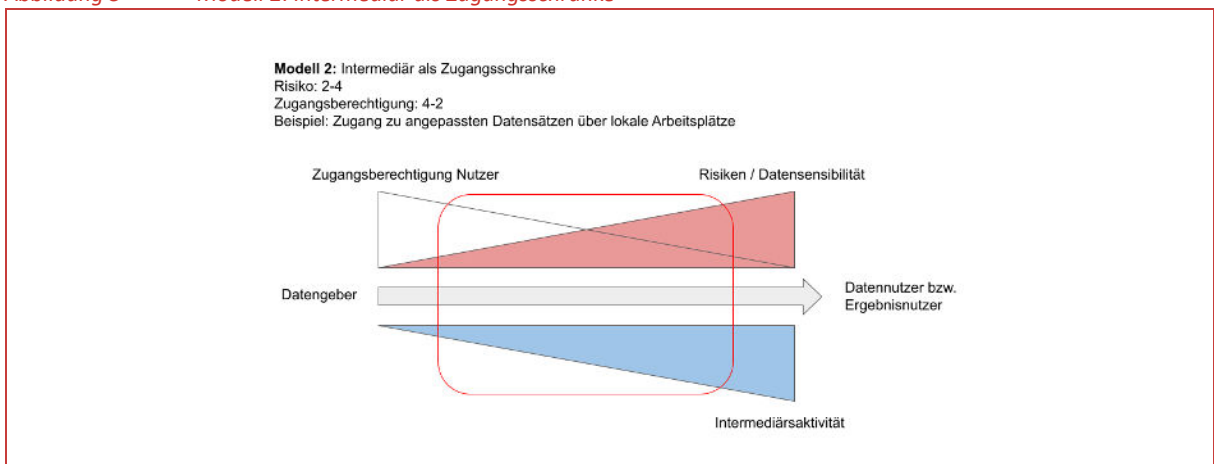 Modell 2: Intermediär als Zugangsschranke
Risiko: 2-4
Zugangsberechtigung: 4-2
Beispiel: Zugang zu angepassten Datensätzen über lokale Arbeitsplätze
Zugangsberechtigung Nutzer
Risiken / Datensensibilität
Datengeber
Datennutzer bzw.
Ergebnisnutzer
Intermediärsaktivität